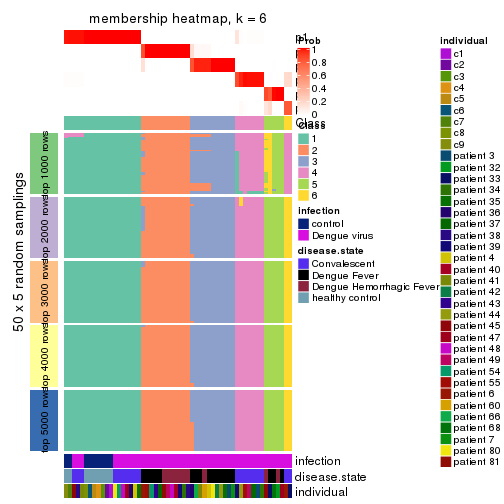 membership heatmap, k = 6
p1
Class
50 x 5 random samplings
top 1000 rows
top 2000 rows
top 3000 rows
top 4000 rows
top 5000 rows
infection
disease.state
individual
Prob
1
0.8
0.6
0.4
0.2
0
Class
1
2
3
4
5
6
infection
control
Dengue virus
disease.state
Convalescent
Dengue Fever
Dengue Hemorrhagic Fever
healthy control
individual
c1
c2
c3
c4
c5
c6
c7
c8
c9
patient 3
patient 32
patient 33
patient 34
patient 35
patient 36
patient 37
patient 38
patient 39
patient 4
patient 40
patient 41
patient 42
patient 43
patient 44
patient 45
patient 47
patient 48
patient 49
patient 54
patient 55
patient 6
patient 60
patient 66
patient 68
patient 7
patient 80
patient 81